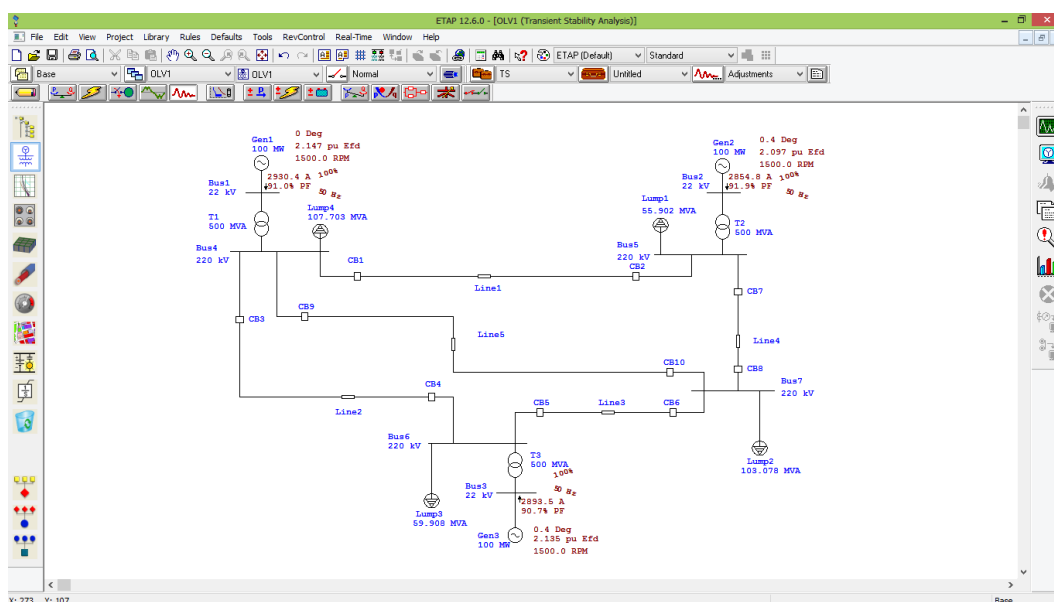 ETAP 12.6.0 - [OLV1 (Transient Stability Analysis)]
File Edit View Project Library Rules Defaults Tools RevControl Real-Time Window Help
ETAP (Default) Standard
Base OLV1 OLV1 Normal TS Untitled Adjustments
Gen1
100 MW
0 Deg
2.147 pu Efd
1500.0 RPM
2930.4 A 100%
91.0% PF
50 Hz
Bus1
22 kV
T1
500 MVA
Lump4
107.703 MVA
Bus4
220 kV
CB1
Line1
CB2
Gen2
100 MW
0.4 Deg
2.097 pu Efd
1500.0 RPM
2854.8 A 100%
91.9% PF
50 Hz
Bus2
22 kV
Lump1
55.902 MVA
T2
500 MVA
Bus5
220 kV
CB7
CB9
CB3
Line5
Line4
CB10
CB8
Bus7
220 kV
CB4
Line2
CB5
Line3
CB6
Bus6
220 kV
T3
500 MVA
100%
50 Hz
Lump2
103.078 MVA
Bus3
22 kV
2893.5 A
90.7% PF
Lump3
59.908 MVA
Gen3
100 MW
0.4 Deg
2.135 pu Efd
1500.0 RPM
X: 273 Y: 107
Base